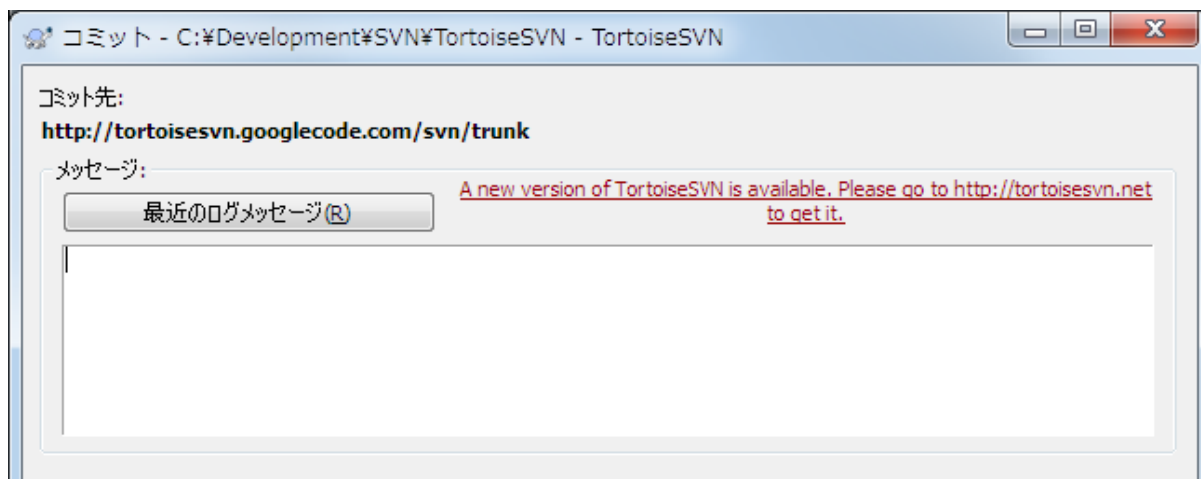 コミット - C:¥Development¥SVN¥TortoiseSVN - TortoiseSVN
コミット先:
http://tortoisesvn.googlecode.com/svn/trunk
メッセージ:
最近のログメッセージ(R)
A new version of TortoiseSVN is available. Please go to http://tortoisesvn.net
to get it.